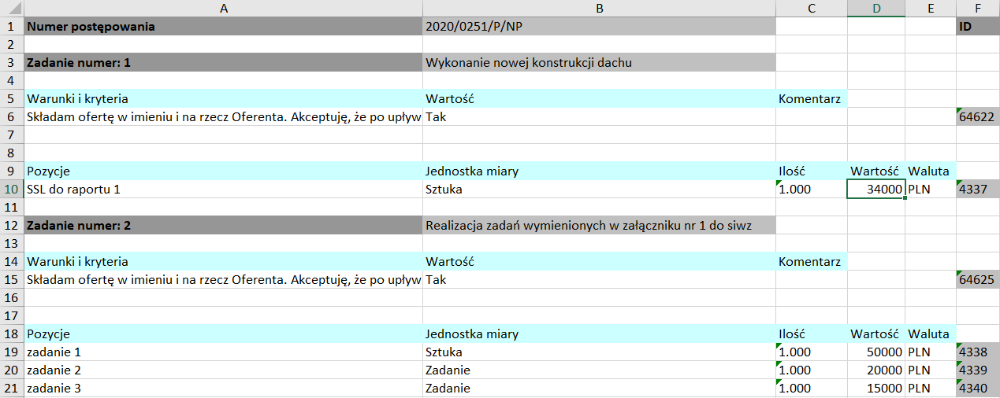 A B C D E F
1 Numer postępowania 2020/0251/P/NP ID
2
3 Zadanie numer: 1 Wykonanie nowej konstrukcji dachu
4
5 Warunki i kryteria Wartość Komentarz
6 Składam ofertę w imieniu i na rzecz Oferenta. Akceptuję, że po upływ Tak 64622
7
8
9 Pozycje Jednostka miary Ilość Wartość Waluta
10 SSL do raportu 1 Sztuka 1.000 34000 PLN 4337
11
12 Zadanie numer: 2 Realizacja zadań wymienionych w załączniku nr 1 do siwz
13
14 Warunki i kryteria Wartość Komentarz
15 Składam ofertę w imieniu i na rzecz Oferenta. Akceptuję, że po upływ Tak 64625
16
17
18 Pozycje Jednostka miary Ilość Wartość Waluta
19 zadanie 1 Sztuka 1.000 50000 PLN 4338
20 zadanie 2 Zadanie 1.000 20000 PLN 4339
21 zadanie 3 Zadanie 1.000 15000 PLN 4340